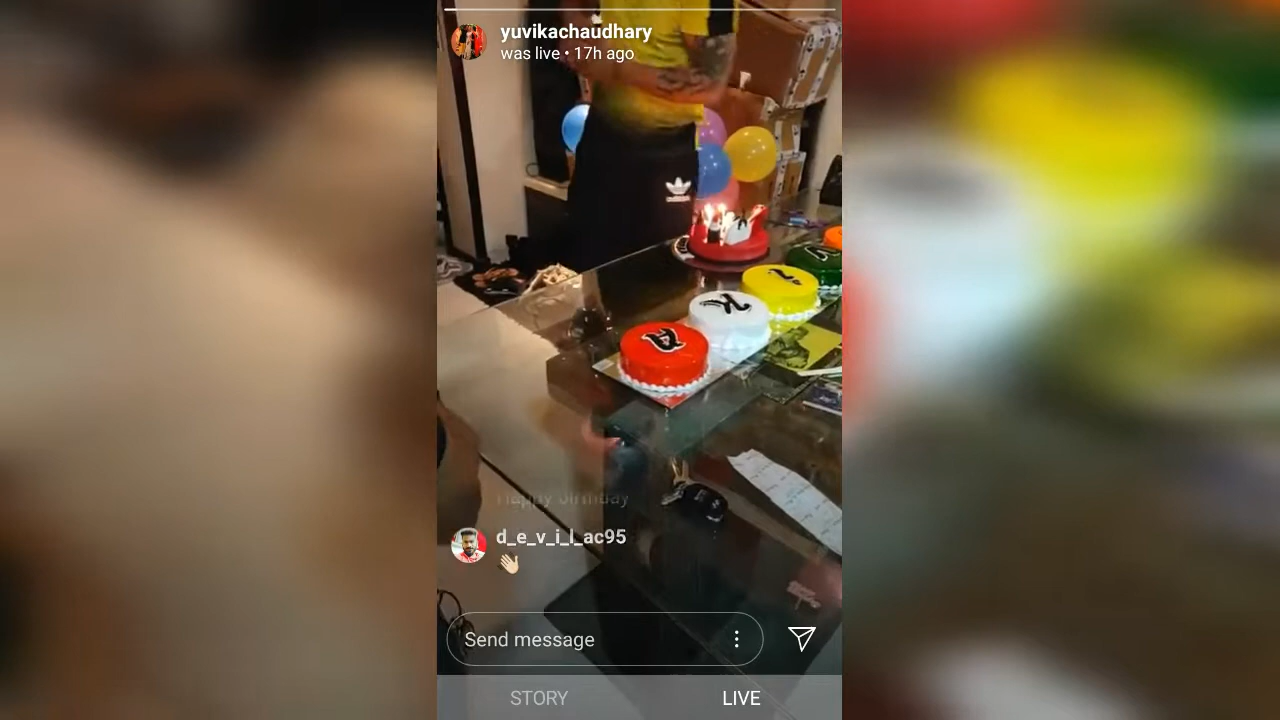 yuvikachaudhary
was live • 17h ago
A
K
Happy birthday
d_e_v_i_l_ac95
👋🏻
Send message
STORY LIVE